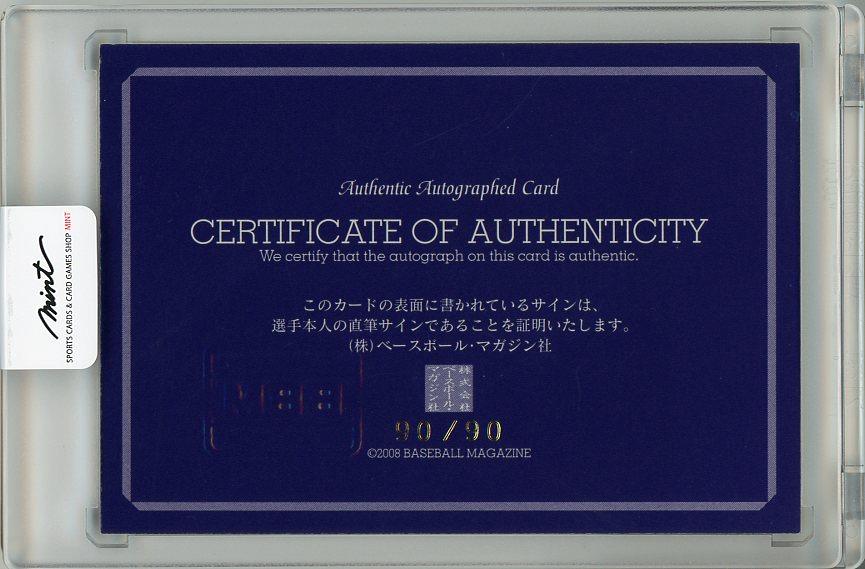 Authentic Autographed Card
CERTIFICATE OF AUTHENTICITY
We certify that the autograph on this card is authentic.
このカードの表面に書かれているサインは、
選手本人の直筆サインであることを証明いたします。
(株)ベースボール・マガジン社
株式会社
ベースボール・
マガジン社
90/90
©2008 BASEBALL MAGAZINE
mint
SPORTS CARDS & CARD GAMES SHOP MINT